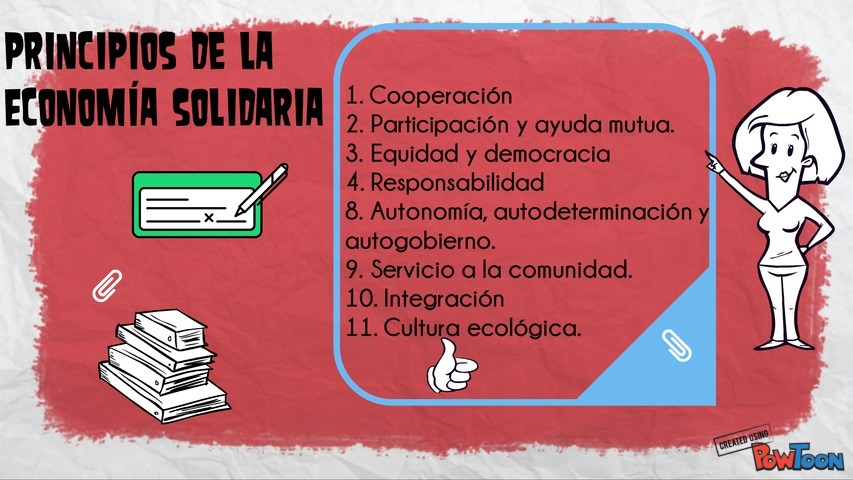 PRINCIPIOS DE LA
ECONOMÍA SOLIDARIA
1. Cooperación
2. Participación y ayuda mutua.
3. Equidad y democracia
4. Responsabilidad
8. Autonomía, autodeterminación y
autogobierno.
9. Servicio a la comunidad.
10. Integración
11. Cultura ecológica.
CREATED USING
POWTOON